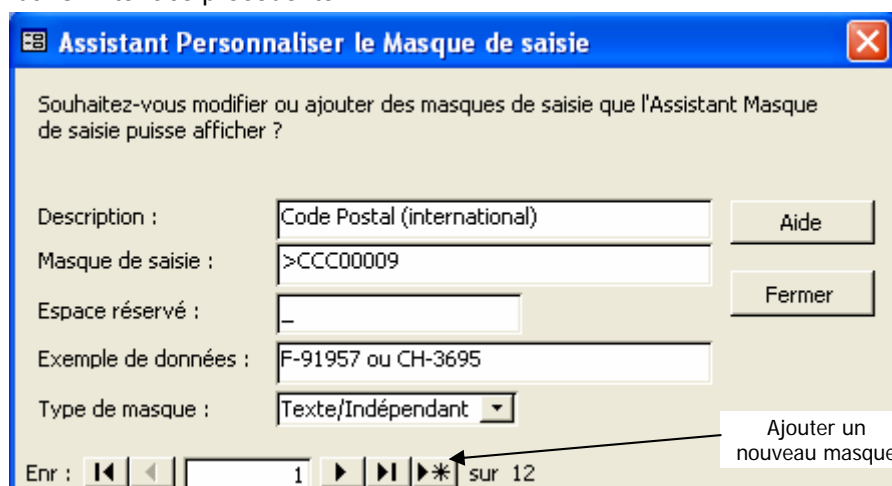 Assistant Personnaliser le Masque de saisie
Souhaitez-vous modifier ou ajouter des masques de saisie que l'Assistant Masque
de saisie puisse afficher ?
Description : Code Postal (international) Aide
Masque de saisie : >CCC00009
Espace réservé : _ Fermer
Exemple de données : F-91957 ou CH-3695
Type de masque : Texte/Indépendant
Ajouter un
nouveau masque
Enr : 1 sur 12